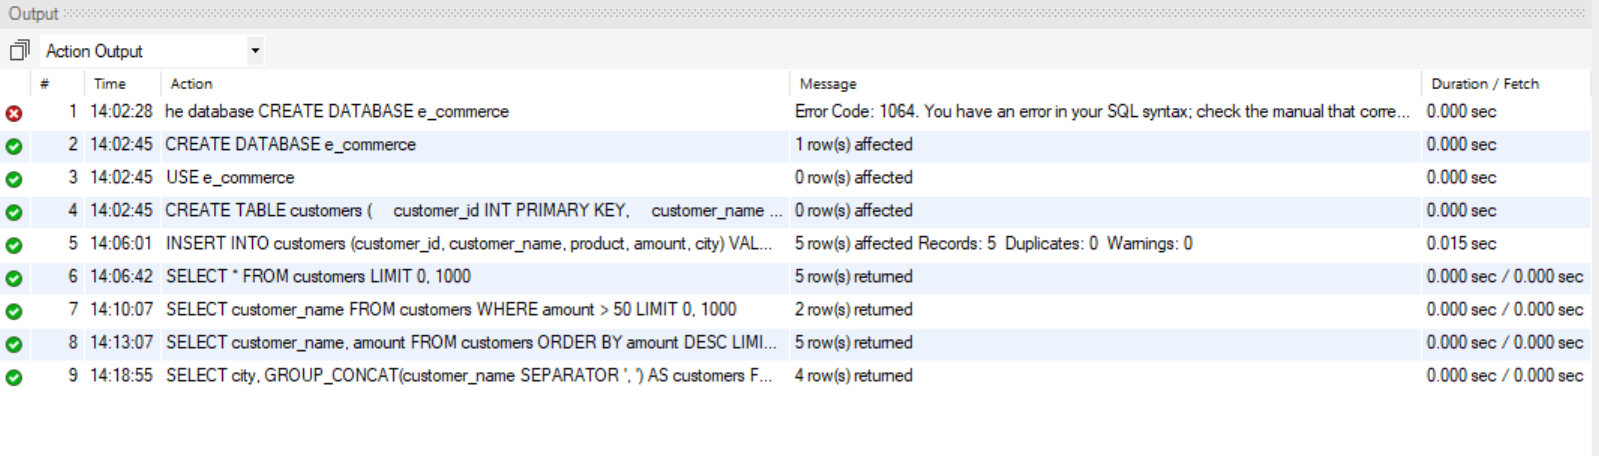 Output
Action Output
# Time Action Message Duration / Fetch
1 14:02:28 he database CREATE DATABASE e_commerce Error Code: 1064. You have an error in your SQL syntax; check the manual that corre... 0.000 sec
2 14:02:45 CREATE DATABASE e_commerce 1 row(s) affected 0.000 sec
3 14:02:45 USE e_commerce 0 row(s) affected 0.000 sec
4 14:02:45 CREATE TABLE customers ( customer_id INT PRIMARY KEY, customer_name ... 0 row(s) affected 0.000 sec
5 14:06:01 INSERT INTO customers (customer_id, customer_name, product, amount, city) VAL... 5 row(s) affected Records: 5 Duplicates: 0 Warnings: 0 0.015 sec
6 14:06:42 SELECT * FROM customers LIMIT 0, 1000 5 row(s) returned 0.000 sec / 0.000 sec
7 14:10:07 SELECT customer_name FROM customers WHERE amount > 50 LIMIT 0, 1000 2 row(s) returned 0.000 sec / 0.000 sec
8 14:13:07 SELECT customer_name, amount FROM customers ORDER BY amount DESC LIMI... 5 row(s) returned 0.000 sec / 0.000 sec
9 14:18:55 SELECT city, GROUP_CONCAT(customer_name SEPARATOR ', ') AS customers F... 4 row(s) returned 0.000 sec / 0.000 sec